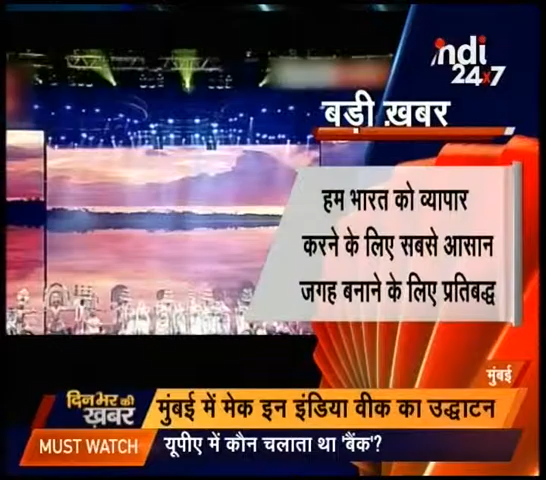 indi
24x7
बड़ी ख़बर
हम भारत को व्यापार
करने के लिए सबसे आसान
जगह बनाने के लिए प्रतिबद्ध
मुंबई
दिन भर की
ख़बर
मुंबई में मेक इन इंडिया वीक का उद्घाटन
MUST WATCH
यूपीए में कौन चलाता था 'बैंक'?